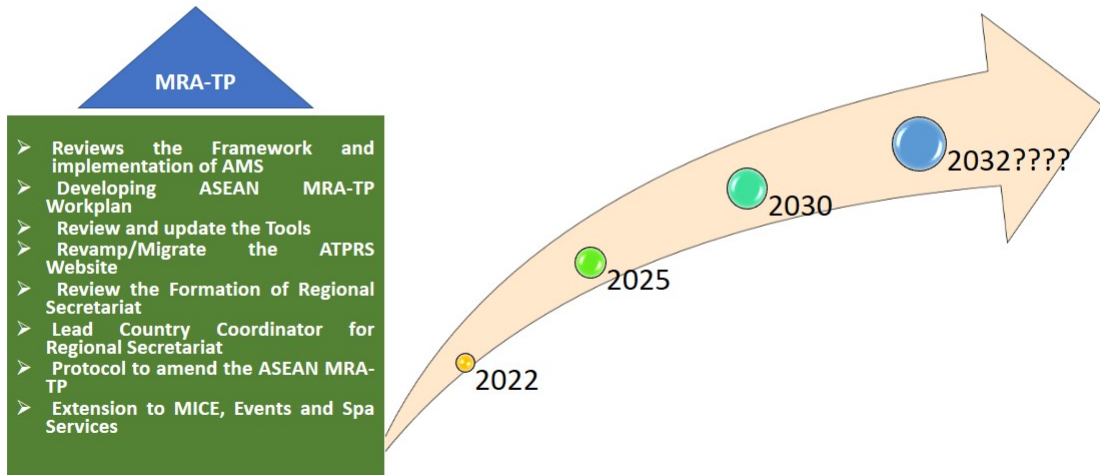 MRA-TP
➢ Reviews the Framework and
implementation of AMS
➢ Developing ASEAN MRA-TP
Workplan
➢ Review and update the Tools
➢ Revamp/Migrate the ATPRS
Website
➢ Review the Formation of Regional
Secretariat
➢ Lead Country Coordinator for
Regional Secretariat
➢ Protocol to amend the ASEAN MRA-
TP
➢ Extension to MICE, Events and Spa
Services
2022
2025
2030
2032????